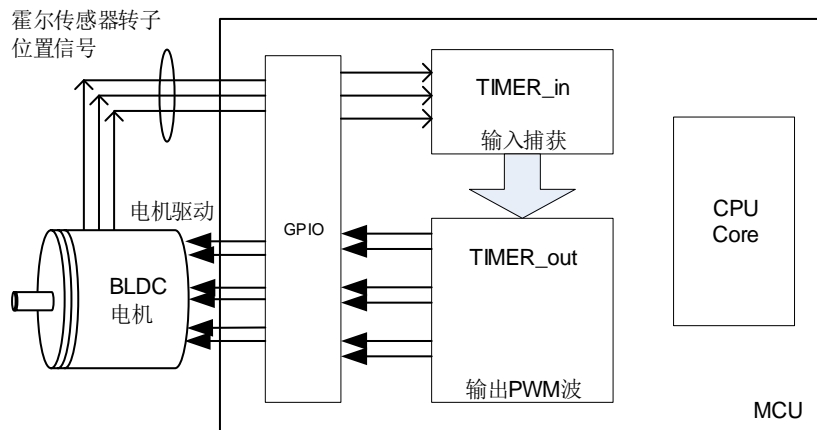 霍尔传感器转子
位置信号
TIMER_in
输入捕获
电机驱动
GPIO
CPU
Core
TIMER_out
BLDC
电机
输出PWM波
MCU